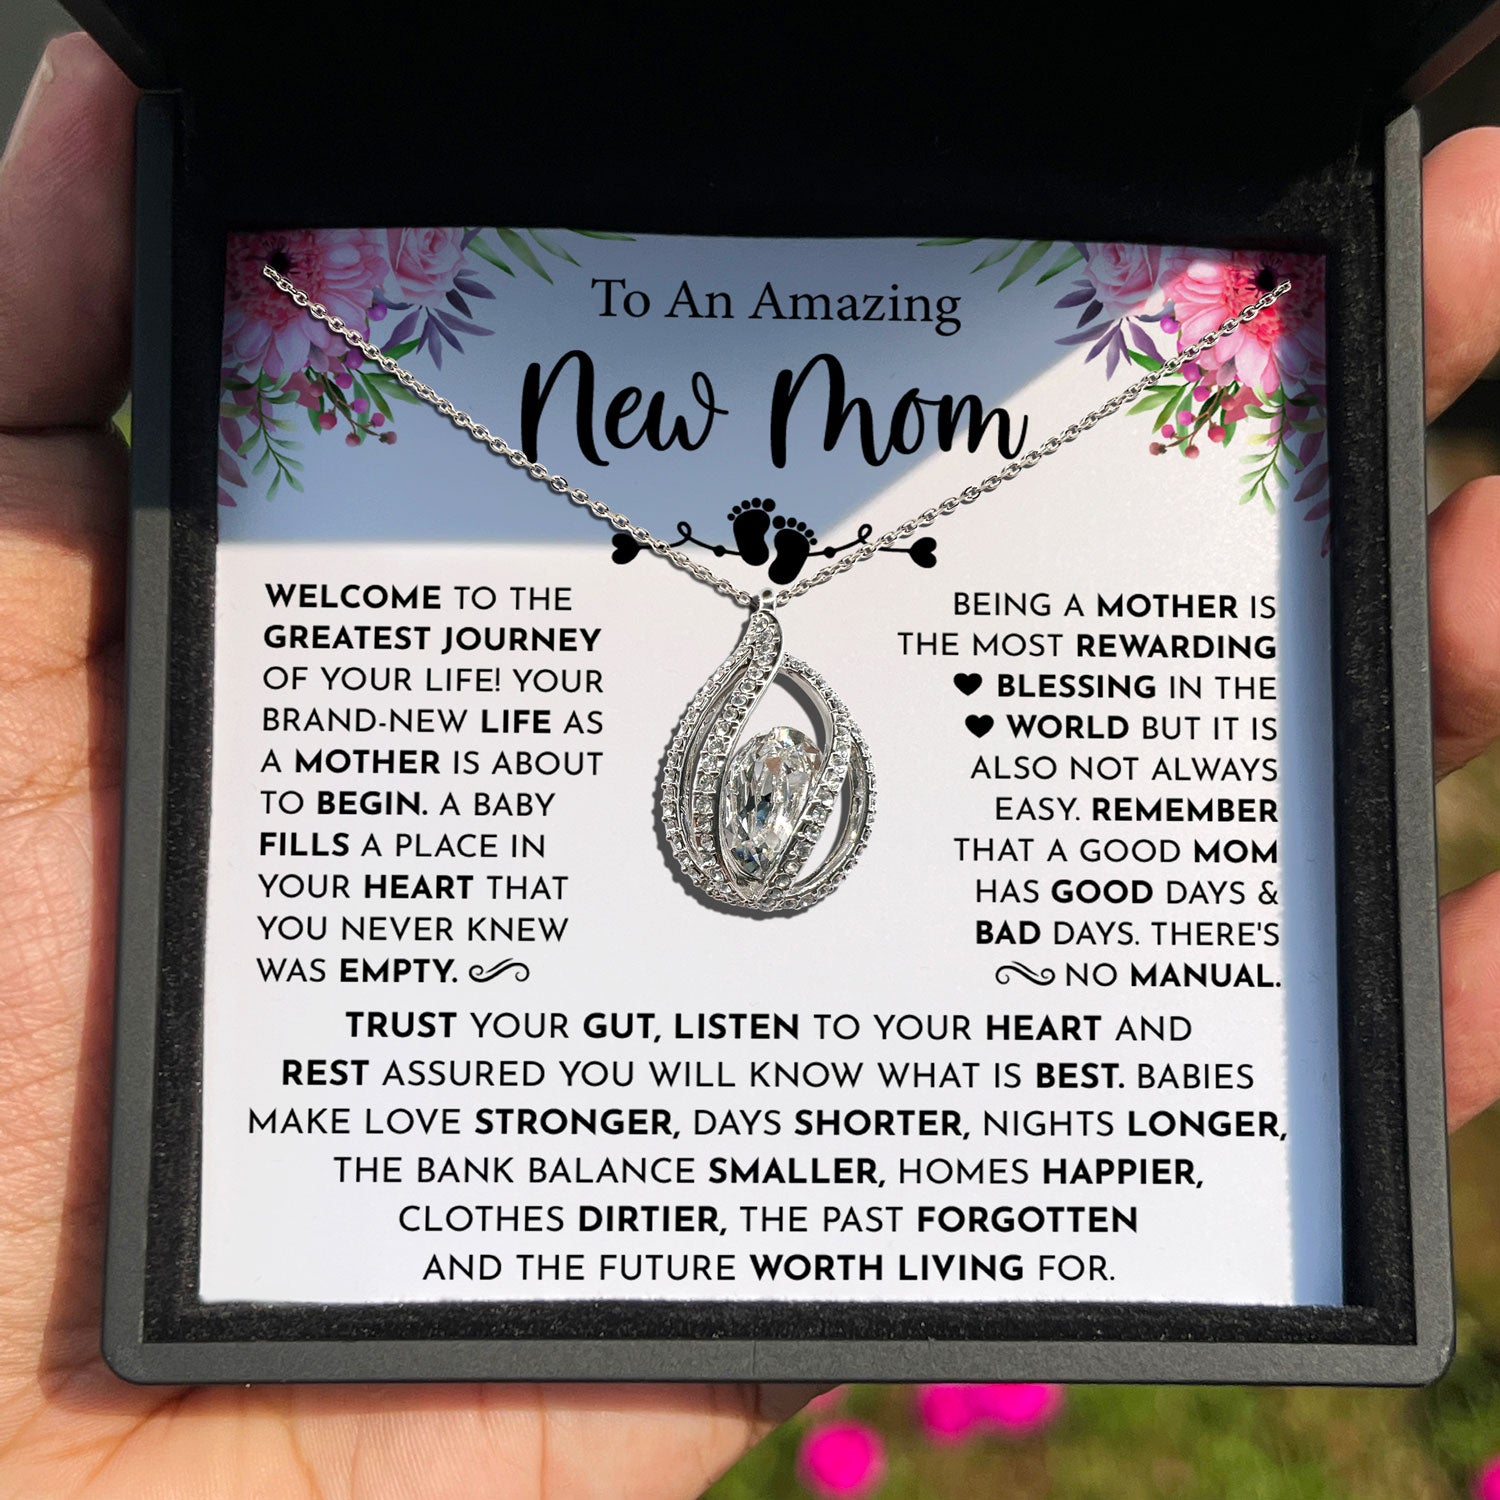 To An Amazing
New Mom
WELCOME TO THE
GREATEST JOURNEY
OF YOUR LIFE! YOUR
BRAND-NEW LIFE AS
A MOTHER IS ABOUT
TO BEGIN. A BABY
FILLS A PLACE IN
YOUR HEART THAT
YOU NEVER KNEW
WAS EMPTY.
BEING A MOTHER IS
THE MOST REWARDING
BLESSING IN THE
WORLD BUT IT IS
ALSO NOT ALWAYS
EASY. REMEMBER
THAT A GOOD MOM
HAS GOOD DAYS &
BAD DAYS. THERE'S
NO MANUAL.
TRUST YOUR GUT, LISTEN TO YOUR HEART AND
REST ASSURED YOU WILL KNOW WHAT IS BEST. BABIES
MAKE LOVE STRONGER, DAYS SHORTER, NIGHTS LONGER,
THE BANK BALANCE SMALLER, HOMES HAPPIER,
CLOTHES DIRTIER, THE PAST FORGOTTEN
AND THE FUTURE WORTH LIVING FOR.